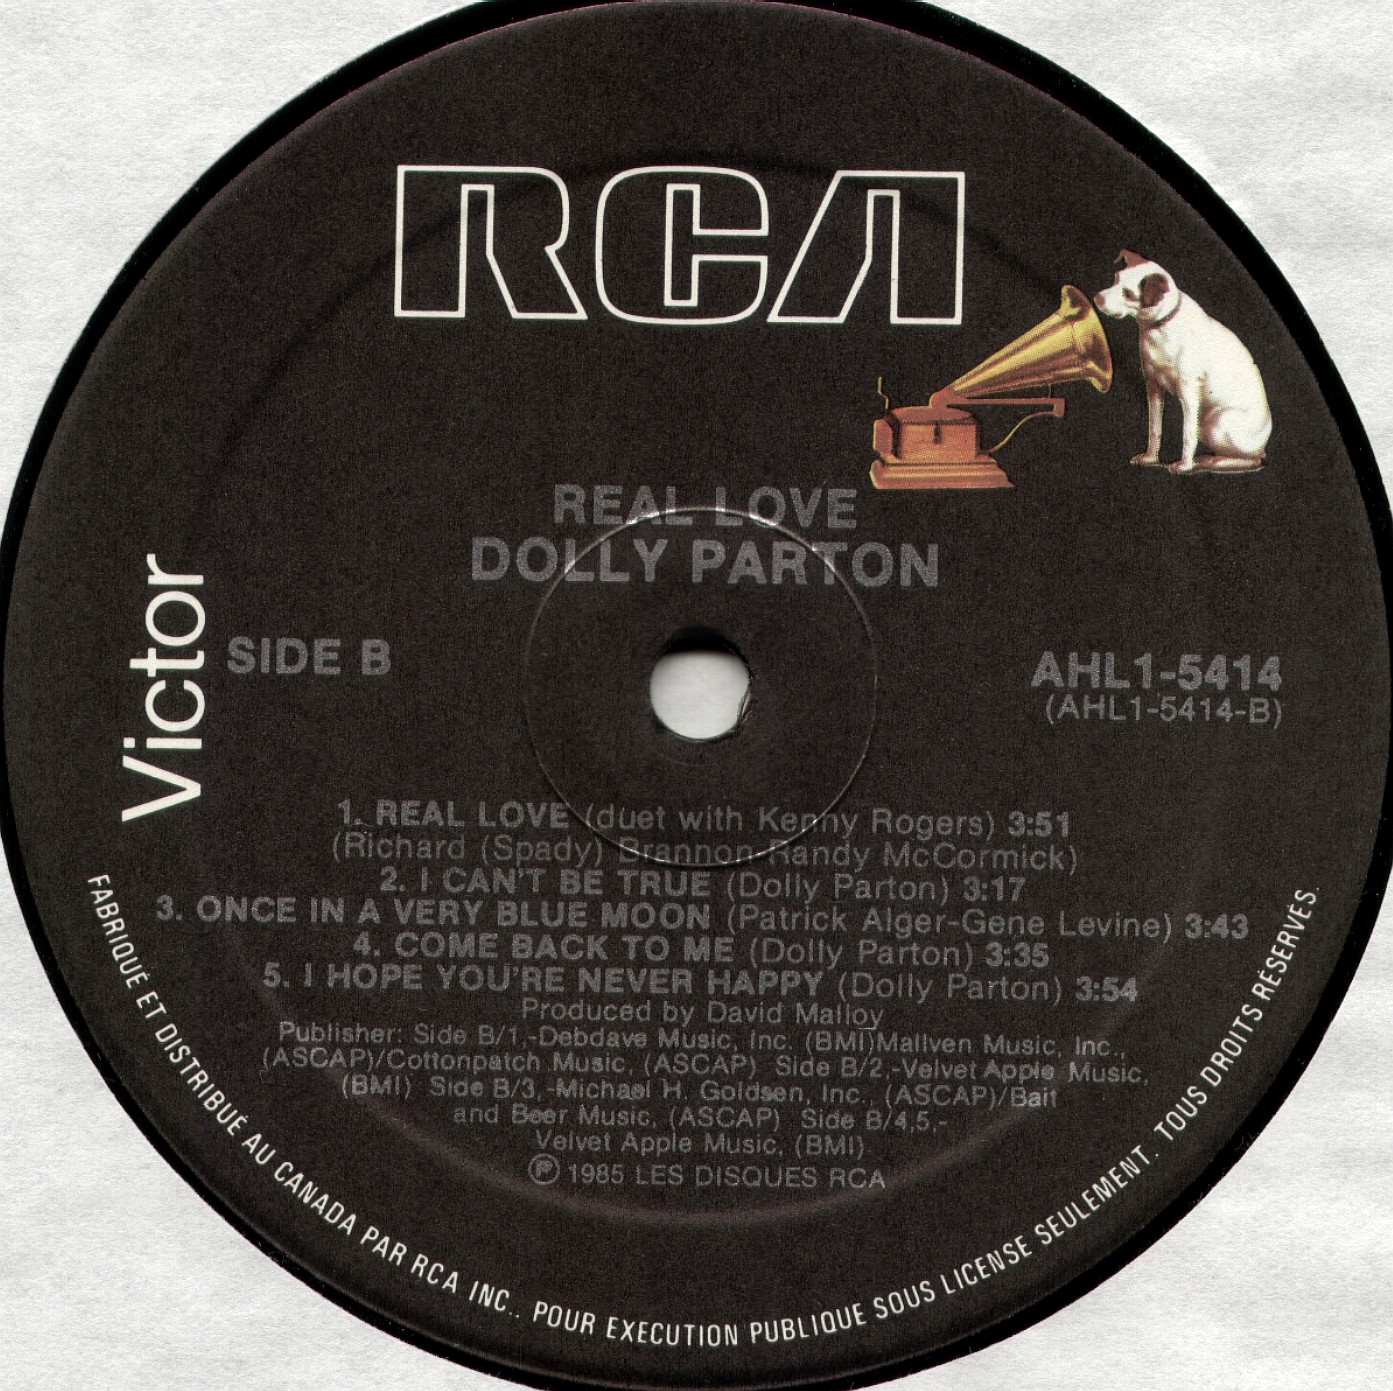 RCA
REAL LOVE
DOLLY PARTON
Victor
SIDE B
AHL1-5414
(AHL1-5414-B)
1. REAL LOVE (duet with Kenny Rogers) 3:51
(Richard (Spady) Brannon-Randy McCormick)
2. I CAN'T BE TRUE (Dolly Parton) 3:17
3. ONCE IN A VERY BLUE MOON (Patrick Alger-Gene Levine) 3:43
4. COME BACK TO ME (Dolly Parton) 3:35
5. I HOPE YOU'RE NEVER HAPPY (Dolly Parton) 3:54
Produced by David Malloy
Publisher: Side B/1,-Debdave Music, Inc. (BMI)Mallven Music, Inc.,
(ASCAP)/Cottonpatch Music, (ASCAP) Side B/2,-Velvet Apple Music,
(BMI) Side B/3,-Michael H. Goldsen, Inc., (ASCAP)/Bait
and Beer Music, (ASCAP) Side B/4,5,-
Velvet Apple Music, (BMI)
℗ 1985 LES DISQUES RCA
FABRIQUÉ ET DISTRIBUÉ AU CANADA PAR RCA INC., POUR EXECUTION PUBLIQUE SOUS LICENSE SEULEMENT. TOUS DROITS RÉSERVÉS.